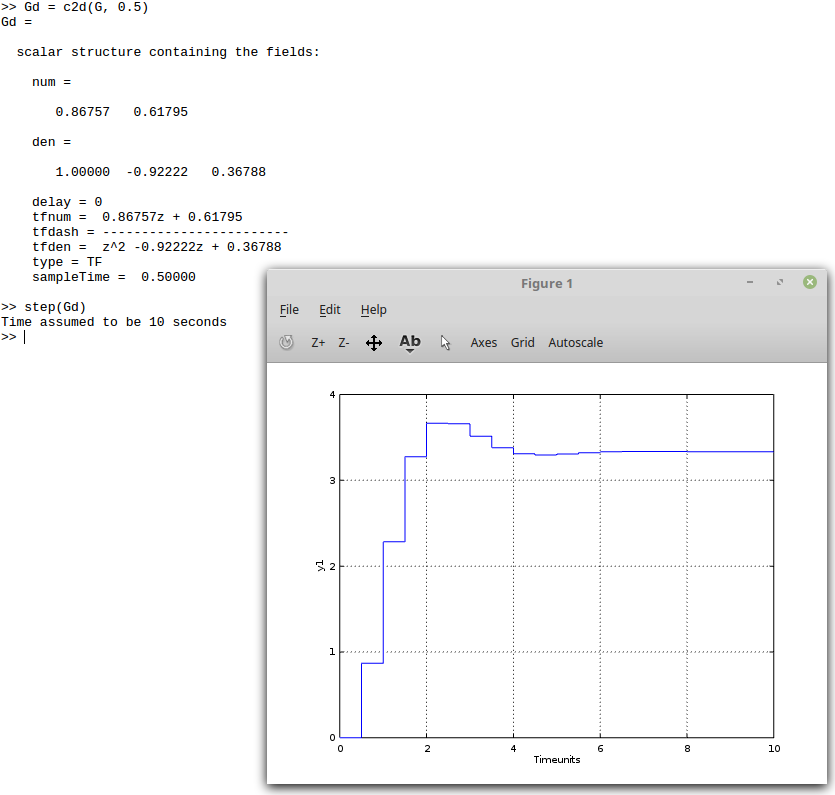 >> Gd = c2d(G, 0.5)
Gd =
scalar structure containing the fields:
num =
0.86757 0.61795
den =
1.00000 -0.92222 0.36788
delay = 0
tfnum = 0.86757z + 0.61795
tfdash = ------------------------
tfden = z^2 -0.92222z + 0.36788
type = TF
sampleTime = 0.50000
>> step(Gd)
Time assumed to be 10 seconds
>>
Figure 1
File Edit Help
Z+ Z- Ab Axes Grid Autoscale
4
3
2
1
0
y1
0 2 4 6 8 10
Timeunits